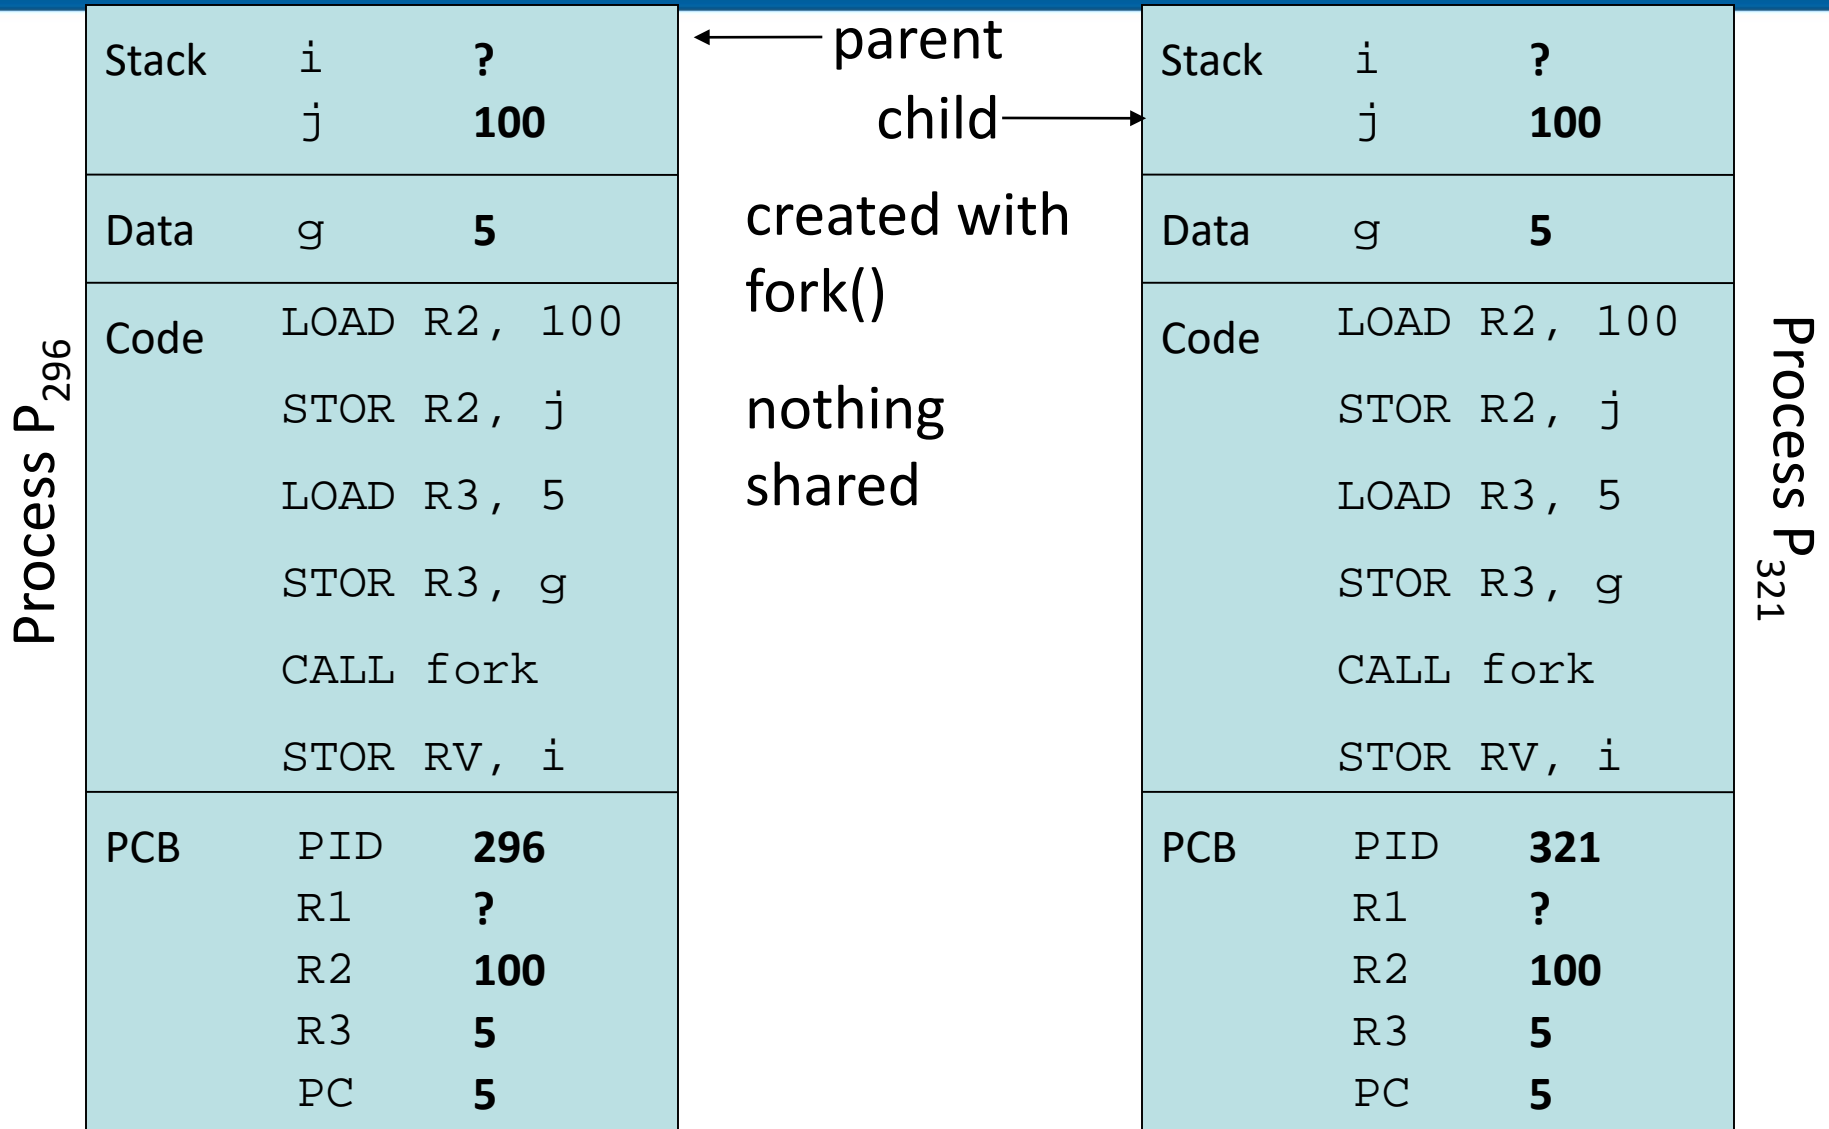 Process P296
Stack i ?
j 100
Data g 5
Code LOAD R2, 100
STOR R2, j
LOAD R3, 5
STOR R3, g
CALL fork
STOR RV, i
PCB PID 296
R1 ?
R2 100
R3 5
PC 5
parent
child
created with
fork()
nothing
shared
Stack i ?
j 100
Data g 5
Code LOAD R2, 100
STOR R2, j
LOAD R3, 5
STOR R3, g
CALL fork
STOR RV, i
PCB PID 321
R1 ?
R2 100
R3 5
PC 5
Process P321